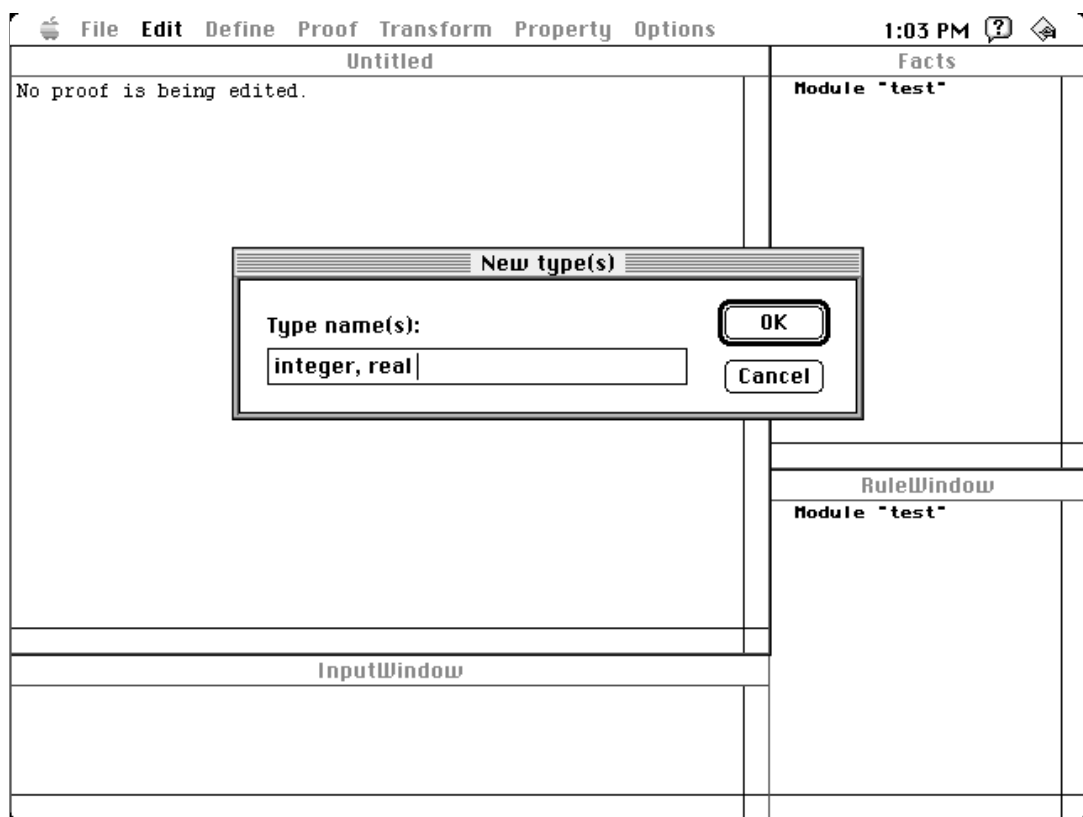 File Edit Define Proof Transform Property Options 1:03 PM
Untitled
No proof is being edited.
Facts
Module "test"
New type(s)
Type name(s):
integer, real
OK
Cancel
RuleWindow
Module "test"
InputWindow